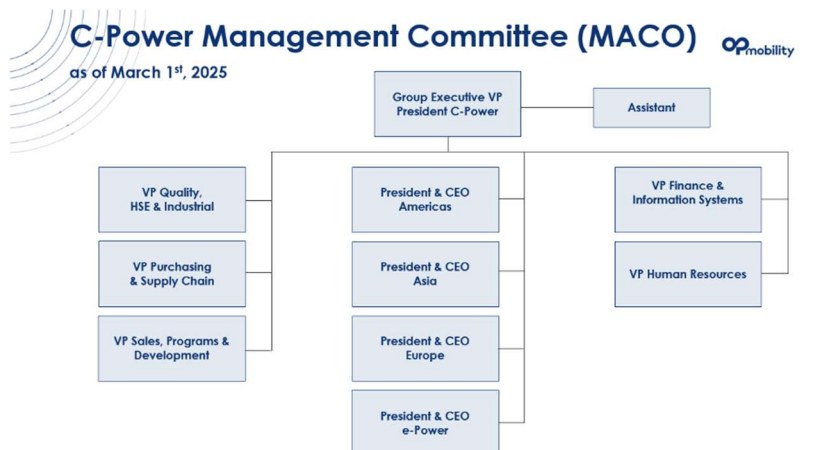 C-Power Management Committee (MACO)
OPmobility
as of March 1st, 2025
Group Executive VP
President C-Power
Assistant
VP Quality,
HSE & Industrial
President & CEO
Americas
VP Finance &
Information Systems
VP Purchasing
& Supply Chain
President & CEO
Asia
VP Human Resources
VP Sales, Programs &
Development
President & CEO
Europe
President & CEO
e-Power